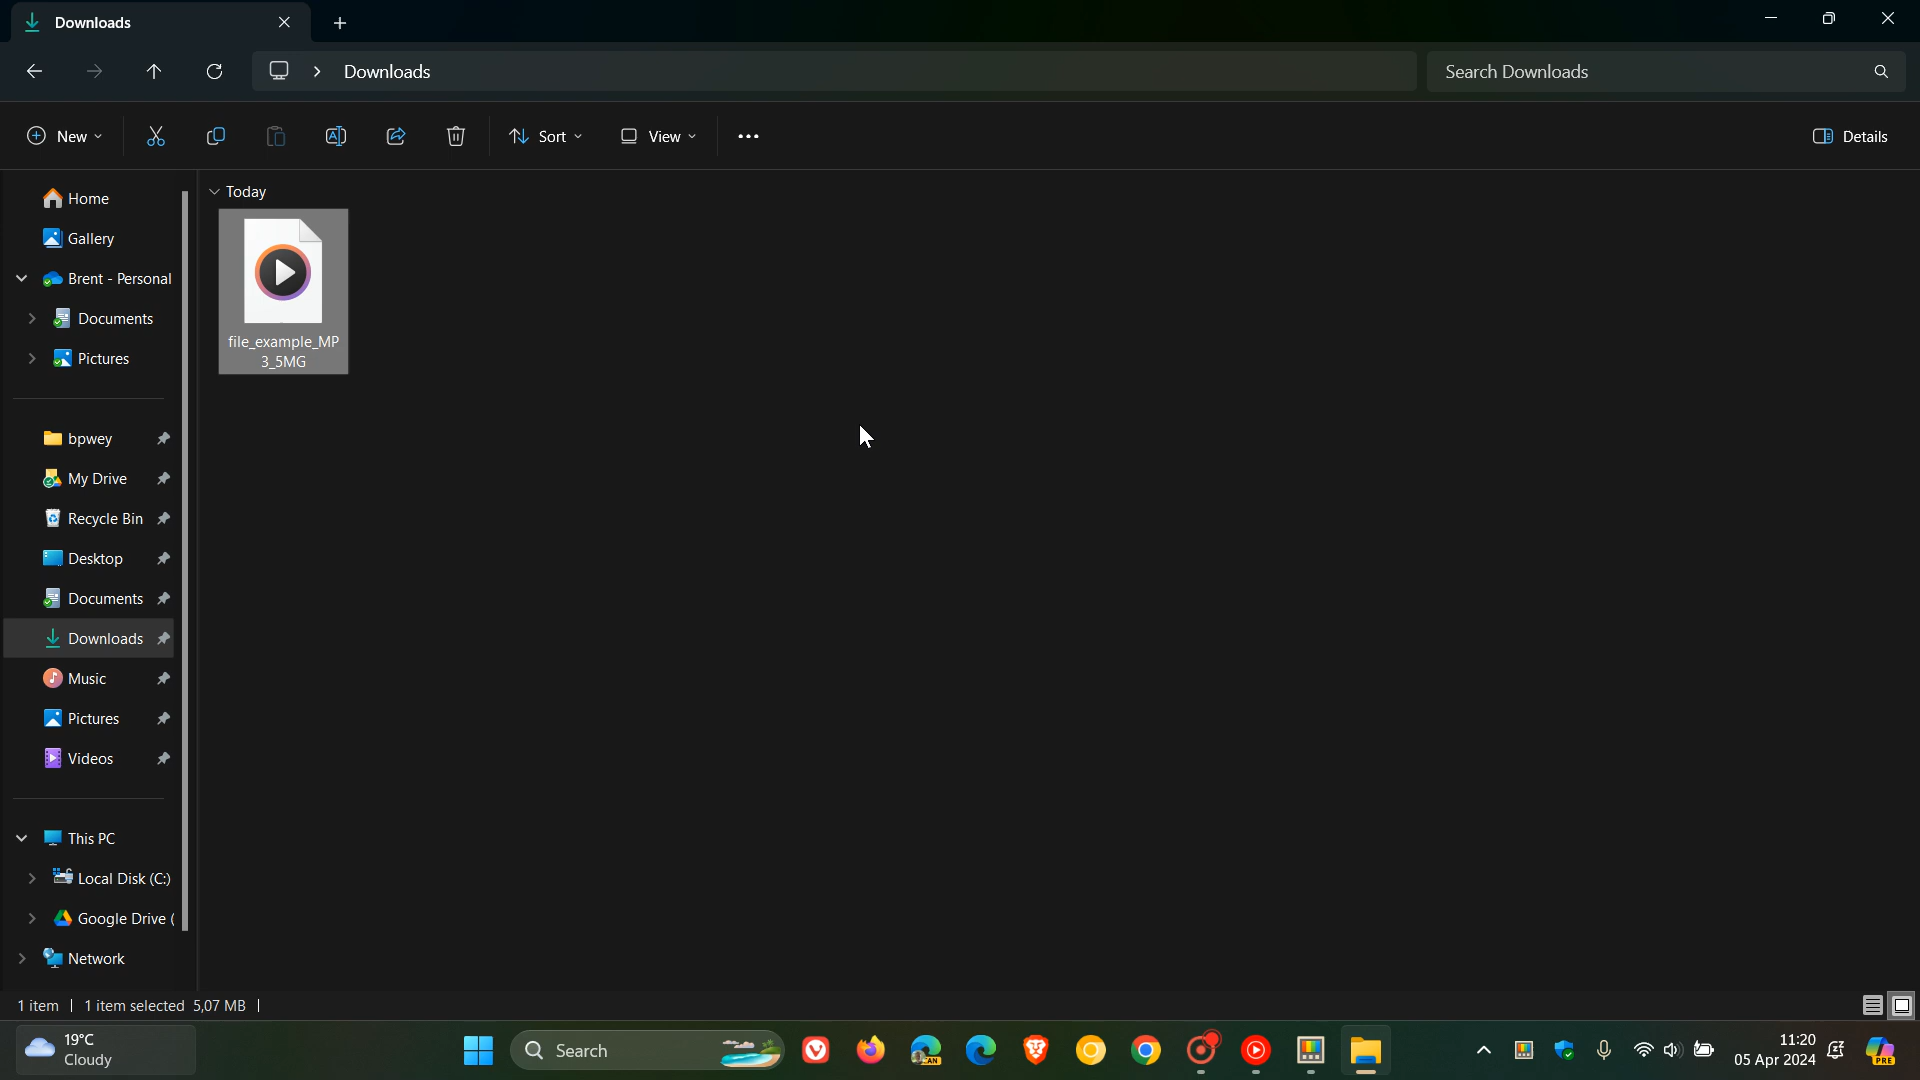 Downloads
Downloads
Search Downloads
New
Sort
View
Details
Home
Gallery
Brent - Personal
Documents
Pictures
bpwey
My Drive
Recycle Bin
Desktop
Documents
Downloads
Music
Pictures
Videos
This PC
Local Disk (C:)
Google Drive (
Network
Today
file_example_MP
3_5MG
1 item
1 item selected 5,07 MB
19°C
Cloudy
Search
CAN
11:20
05 Apr 2024
PRE